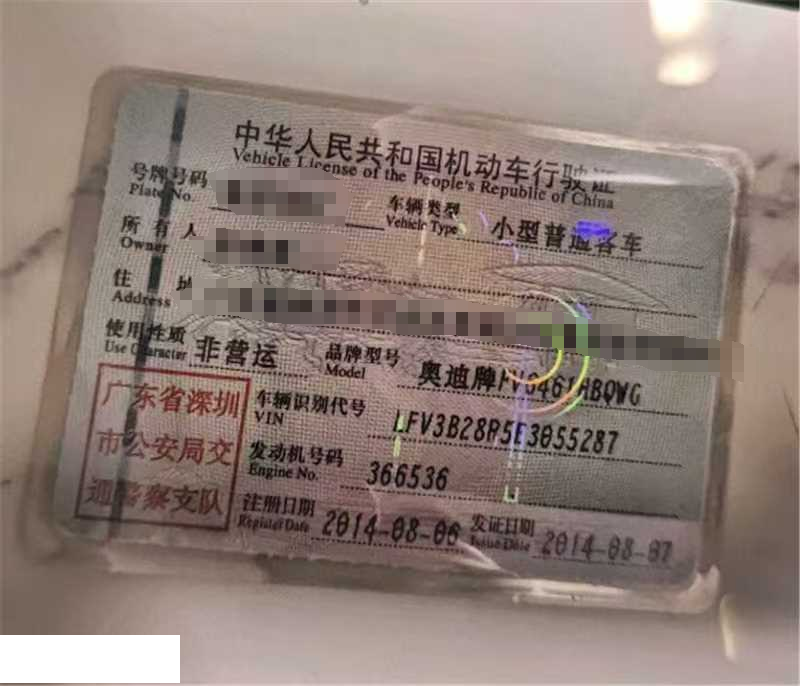 中华人民共和国机动车行驶证
Vehicle License of the People's Republic of China
号牌号码
Plate No.
车辆类型
Vehicle Type
小型普通客车
所有人
Owner
住址
Address
使用性质
Use Character
非营运
品牌型号
Model
奥迪牌
广东省深圳
市公安局交
通警察支队
车辆识别代号
VIN
发动机号码
Engine No.
366536
注册日期
Register Date
2014-08-06
发证日期
Issue Date
2014-08-07